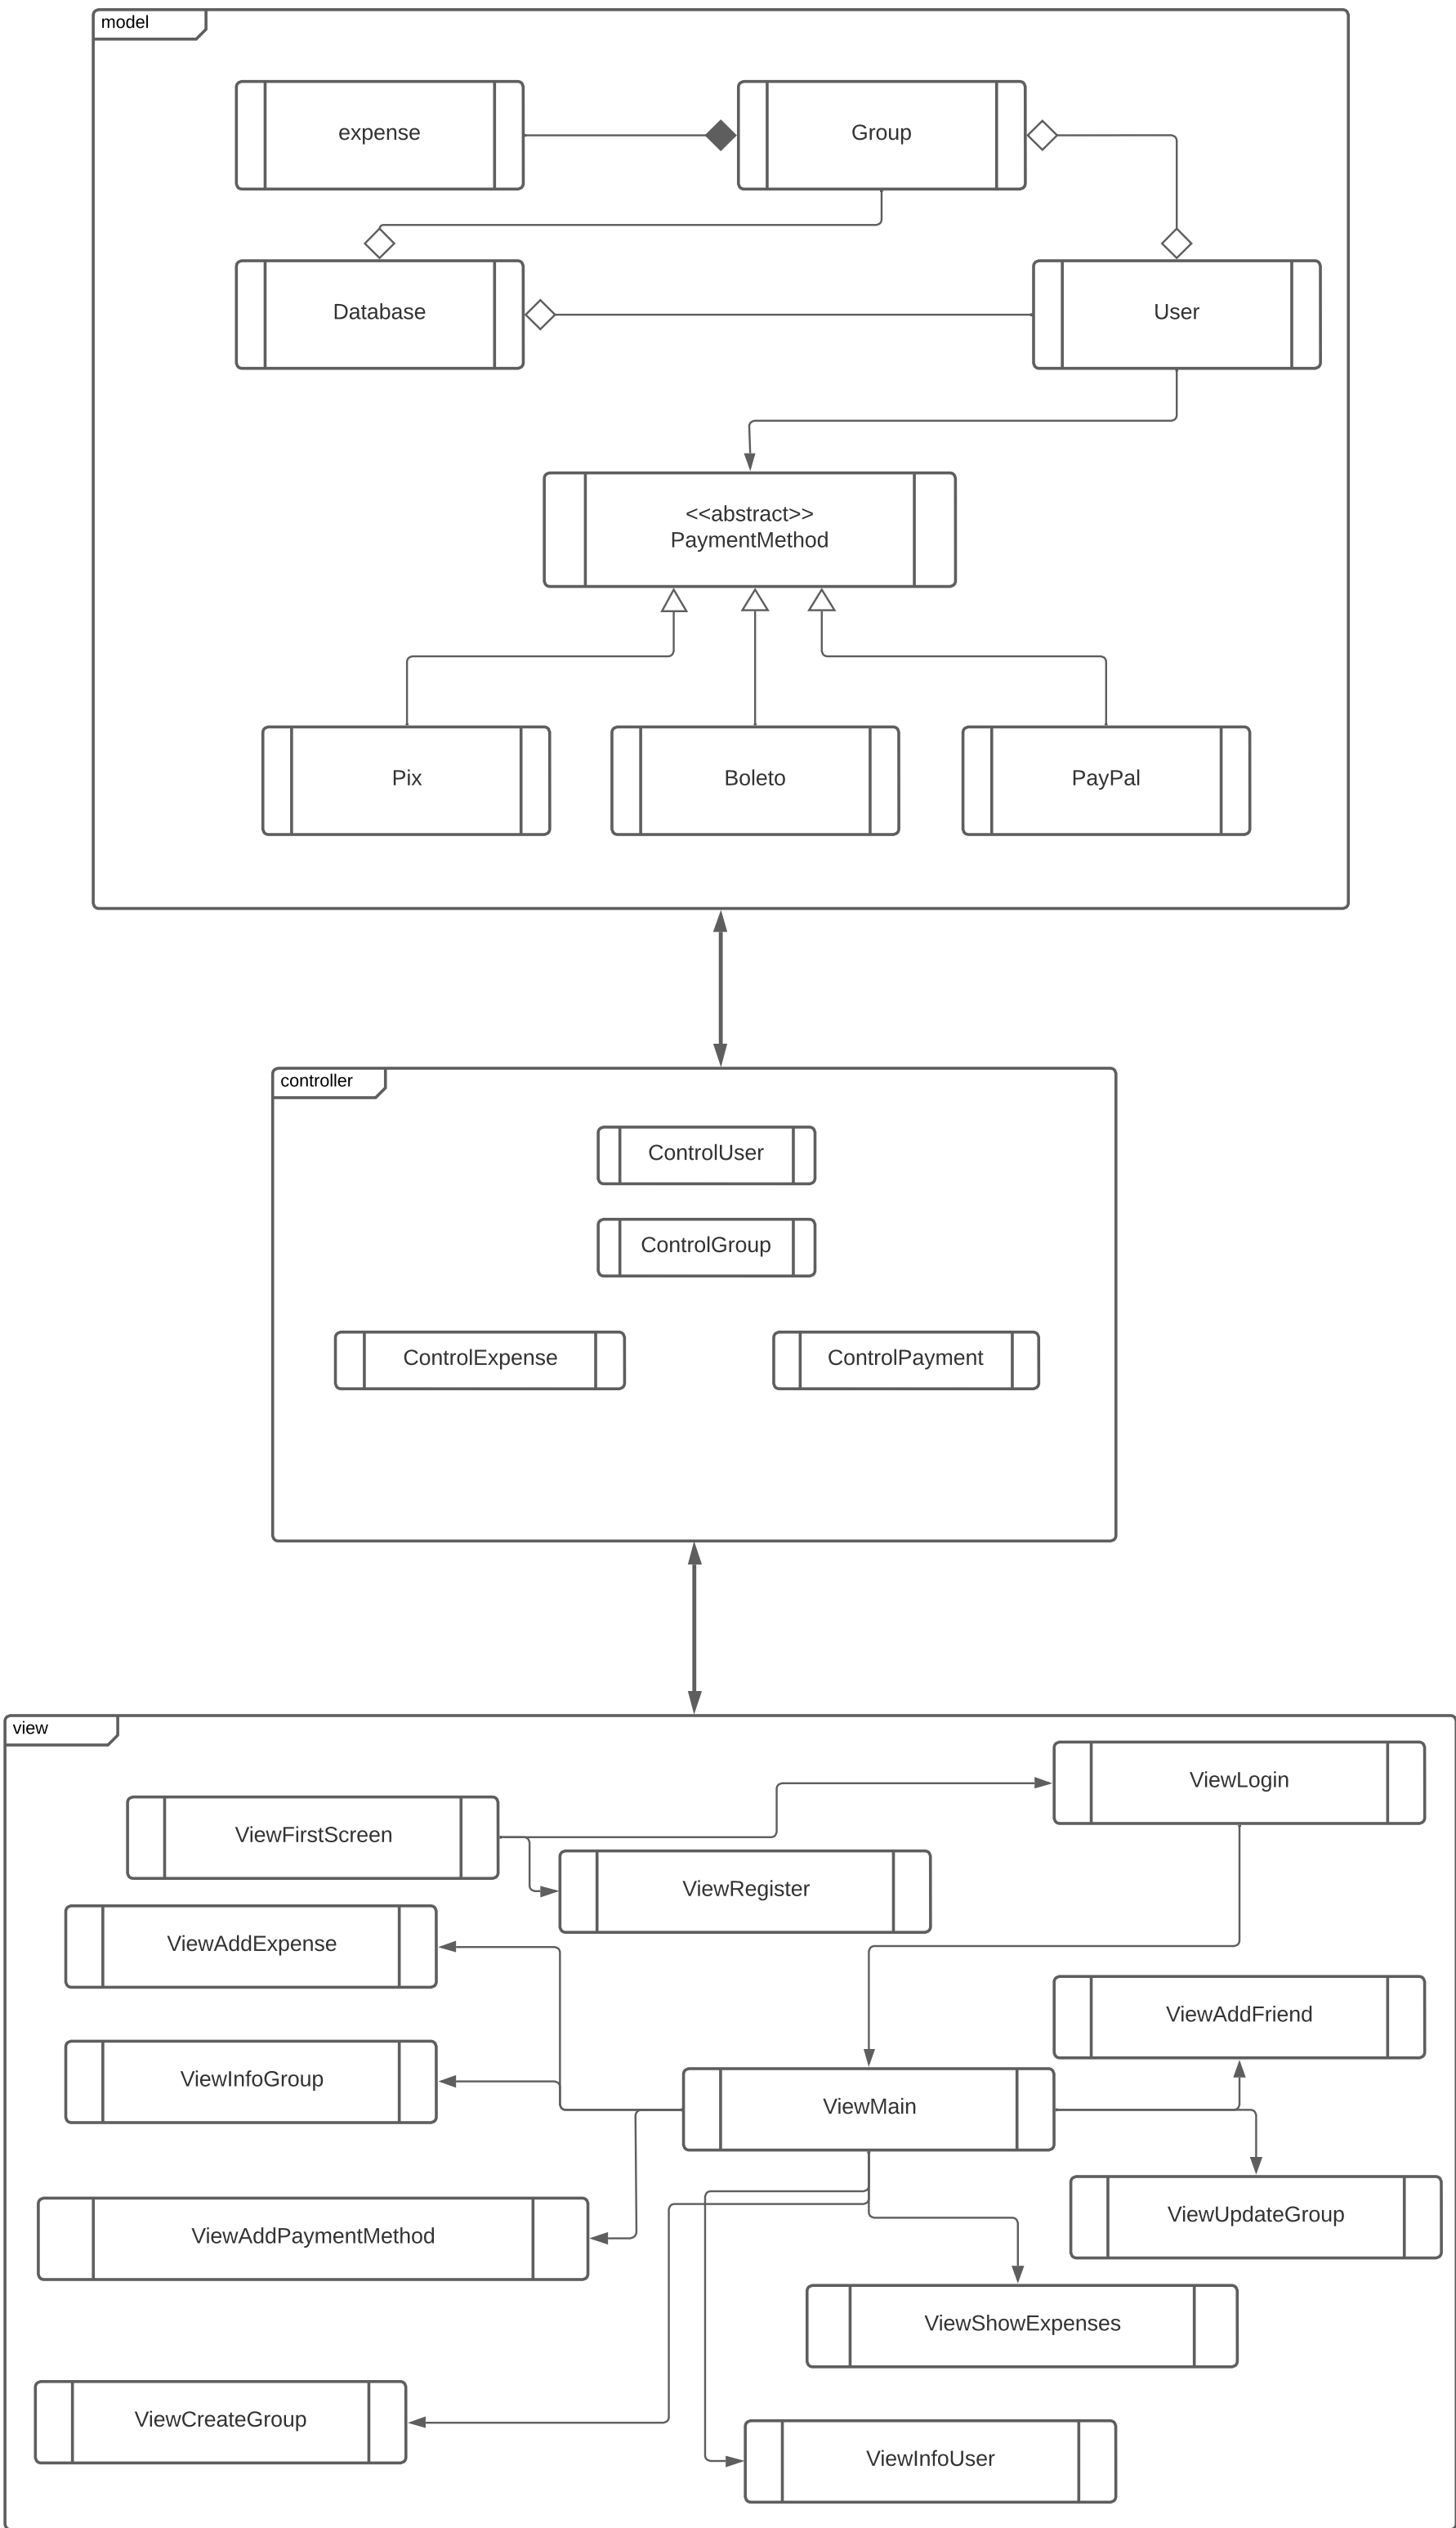 model
expense
Group
Database
User
<<abstract>>
PaymentMethod
Pix
Boleto
PayPal
controller
ControlUser
ControlGroup
ControlExpense
ControlPayment
view
ViewLogin
ViewFirstScreen
ViewRegister
ViewAddExpense
ViewAddFriend
ViewInfoGroup
ViewMain
ViewUpdateGroup
ViewAddPaymentMethod
ViewShowExpenses
ViewCreateGroup
ViewInfoUser